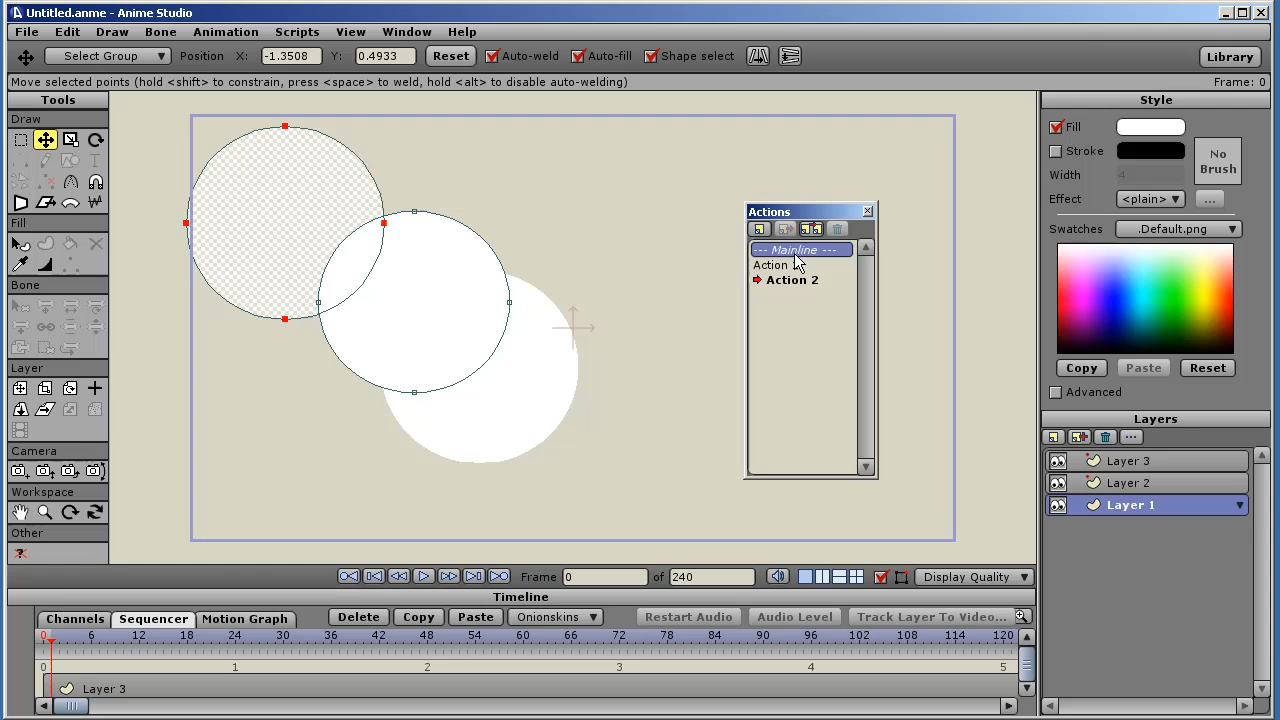 Untitled.anme - Anime Studio
File Edit Draw Bone Animation Scripts View Window Help
Select Group Position X: -1.3508 Y: 0.4933 Reset Auto-weld Auto-fill Shape select Library
Move selected points (hold <shift> to constrain, press <space> to weld, hold <alt> to disable auto-welding) Frame: 0
Tools
Draw
Fill
Bone
Layer
Camera
Workspace
Other
Actions
--- Mainline ---
Action
Action 2
Style
Fill
Stroke
No Brush
Width 4
Effect <plain> ...
Swatches .Default.png
Copy Paste Reset
Advanced
Layers
Layer 3
Layer 2
Layer 1
Frame 0 of 240 Display Quality
Timeline
Channels Sequencer Motion Graph Delete Copy Paste Onionskins Restart Audio Audio Level Track Layer To Video...
0 6 12 18 24 30 36 42 48 54 60 66 72 78 84 90 96 102 108 114 120
0 1 2 3 4 5
Layer 3